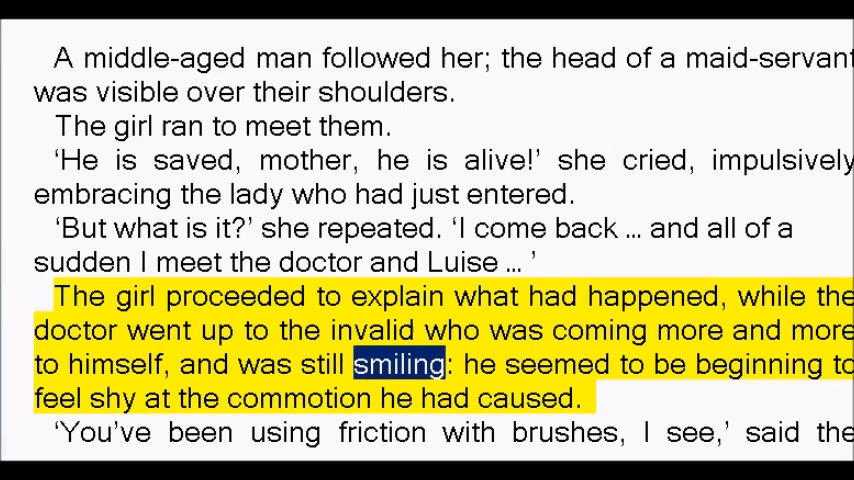 A middle-aged man followed her; the head of a maid-servant
was visible over their shoulders.
The girl ran to meet them.
‘He is saved, mother, he is alive!’ she cried, impulsively
embracing the lady who had just entered.
‘But what is it?’ she repeated. ‘I come back ... and all of a
sudden I meet the doctor and Luise ... ’
The girl proceeded to explain what had happened, while the
doctor went up to the invalid who was coming more and more
to himself, and was still smiling: he seemed to be beginning to
feel shy at the commotion he had caused.
‘You’ve been using friction with brushes, I see,’ said the